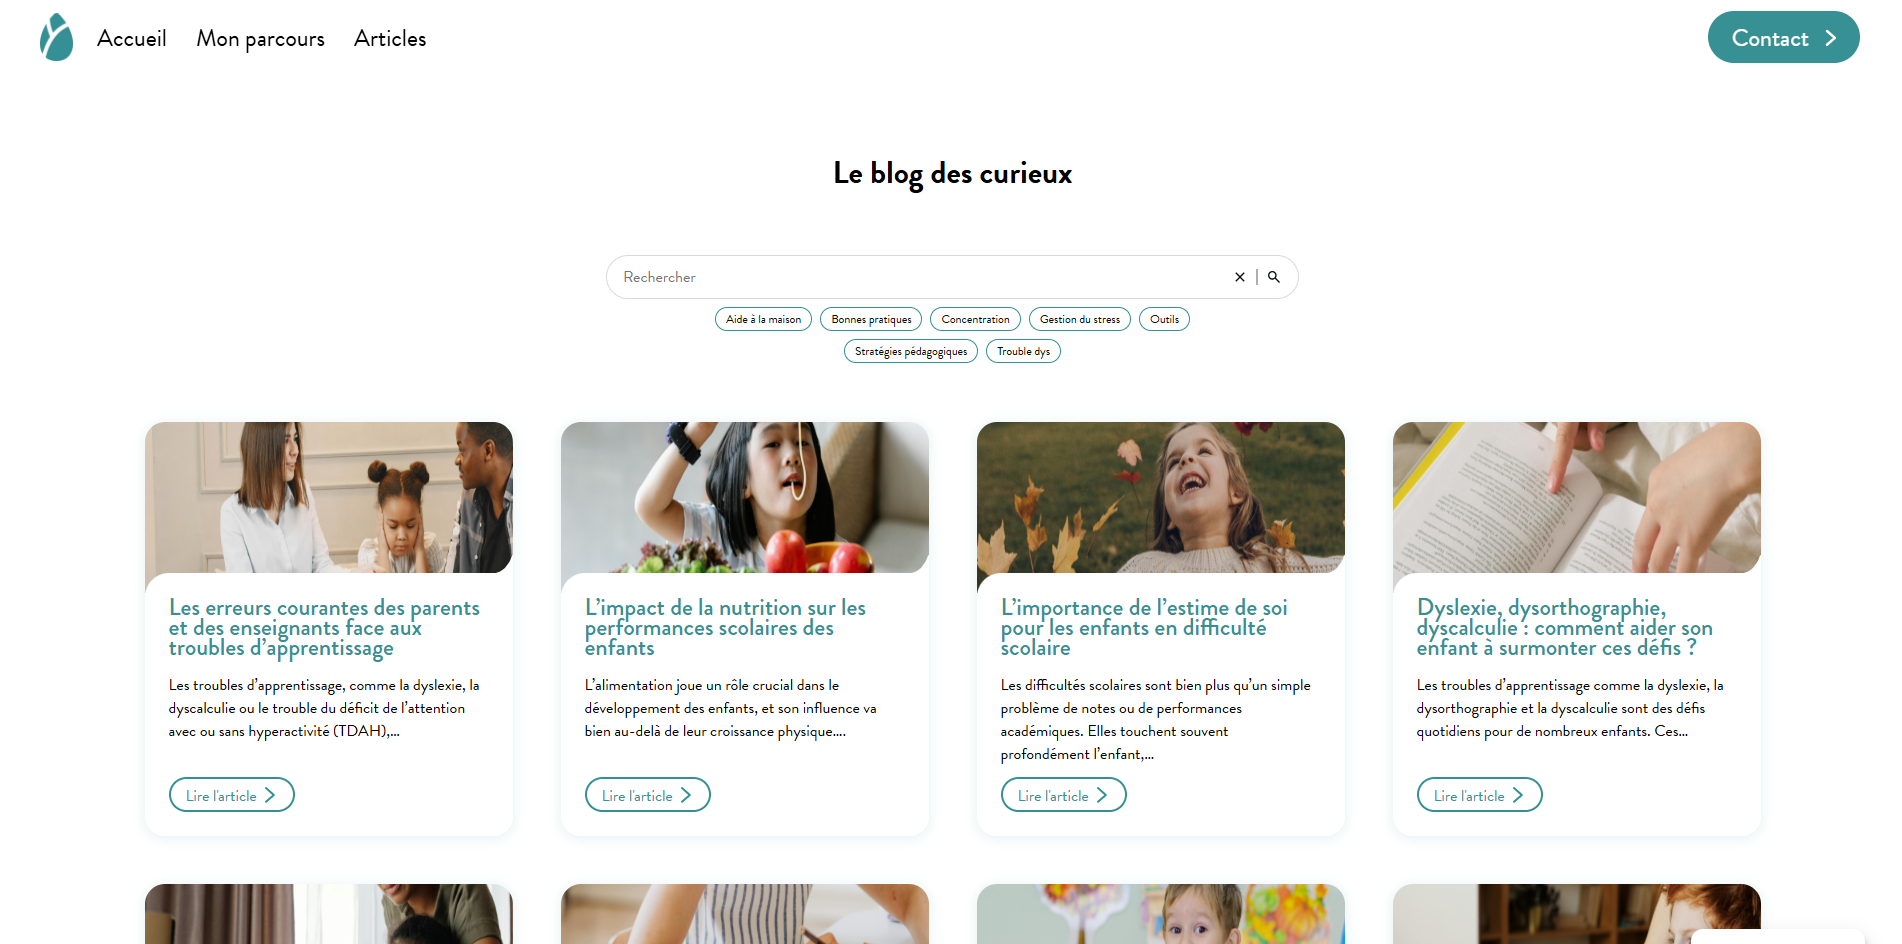 Accueil
Mon parcours
Articles
Contact
Le blog des curieux
Rechercher
Aide à la maison
Bonnes pratiques
Concentration
Gestion du stress
Outils
Stratégies pédagogiques
Trouble dys
Les erreurs courantes des parents
et des enseignants face aux
troubles d’apprentissage
Les troubles d’apprentissage, comme la dyslexie, la
dyscalculie ou le trouble du déficit de l’attention
avec ou sans hyperactivité (TDAH),...
Lire l'article
L’impact de la nutrition sur les
performances scolaires des
enfants
L’alimentation joue un rôle crucial dans le
développement des enfants, et son influence va
bien au-delà de leur croissance physique....
Lire l'article
L’importance de l’estime de soi
pour les enfants en difficulté
scolaire
Les difficultés scolaires sont bien plus qu’un simple
problème de notes ou de performances
académiques. Elles touchent souvent
profondément l’enfant,...
Lire l'article
Dyslexie, dysorthographie,
dyscalculie : comment aider son
enfant à surmonter ces défis ?
Les troubles d’apprentissage comme la dyslexie, la
dysorthographie et la dyscalculie sont des défis
quotidiens pour de nombreux enfants. Ces...
Lire l'article